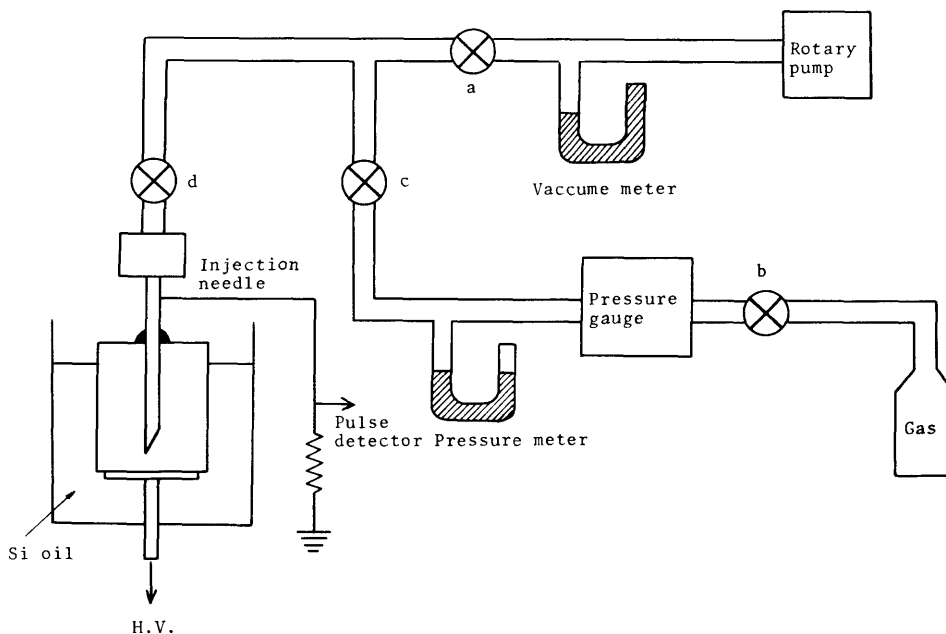 Rotary
pump
a
d
c
Vaccume meter
Injection
needle
b
Pressure
gauge
Pulse
detector Pressure meter
Gas
Si oil
H.V.